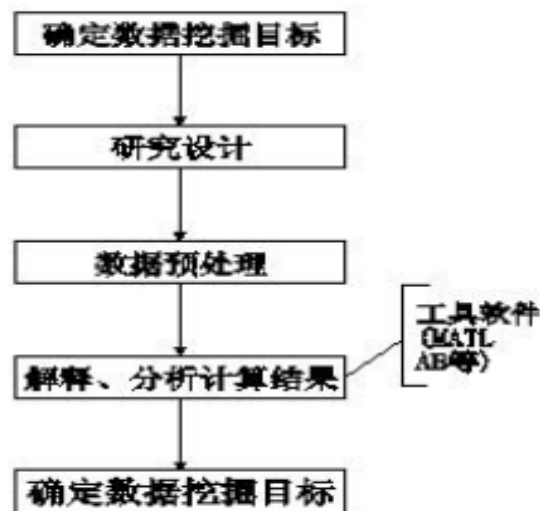 确定数据挖掘目标
研究设计
数据预处理
工具软件
(MATL
AB等)
解释、分析计算结果
确定数据挖掘目标